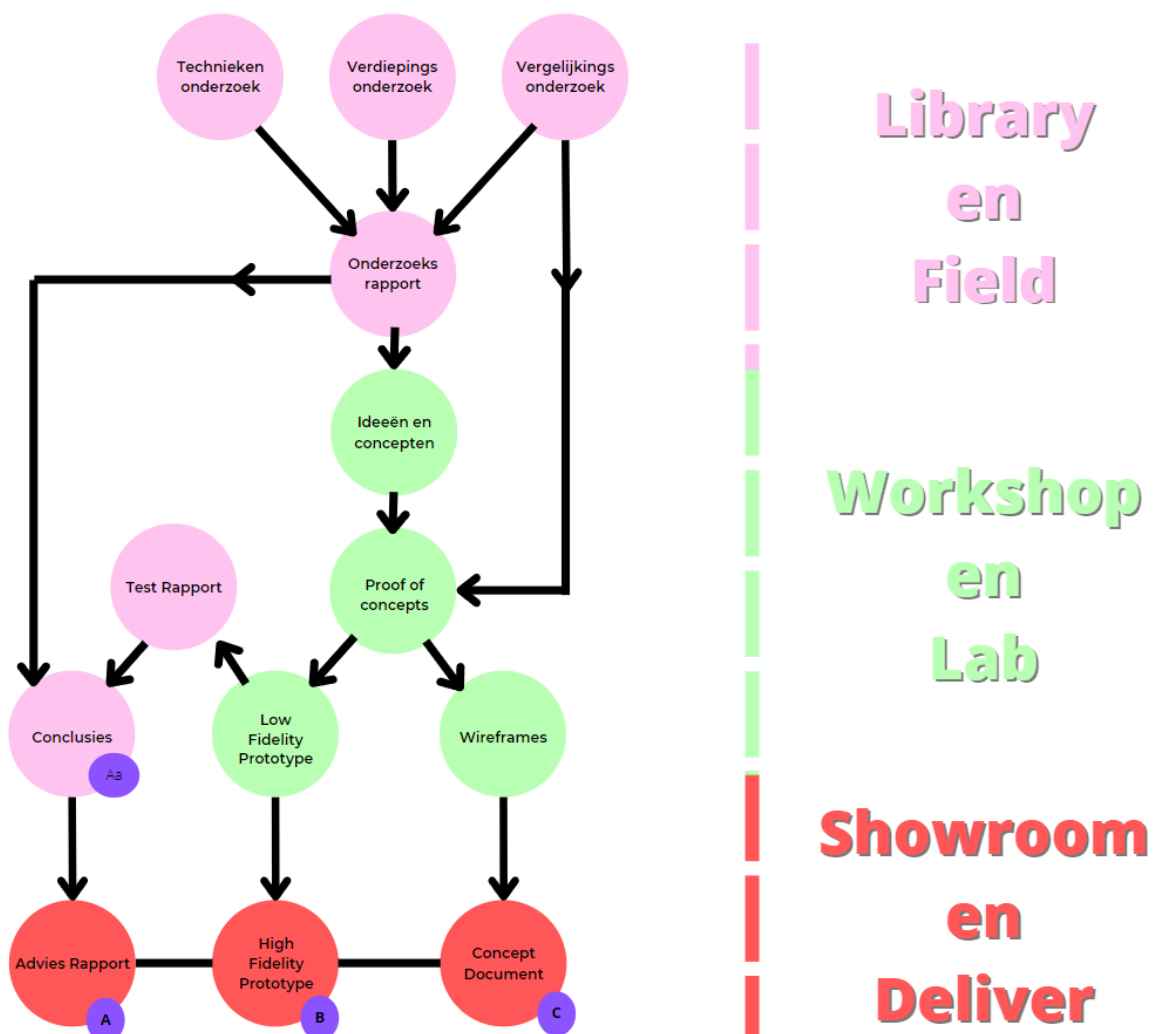 Technieken
onderzoek
Verdiepings
onderzoek
Vergelijkings
onderzoek
Library
en
Field
Onderzoeks
rapport
Ideeën en
concepten
Workshop
en
Lab
Test Rapport
Proof of
concepts
Conclusies
Aa
Low
Fidelity
Prototype
Wireframes
Showroom
en
Deliver
Advies Rapport
A
High
Fidelity
Prototype
B
Concept
Document
C